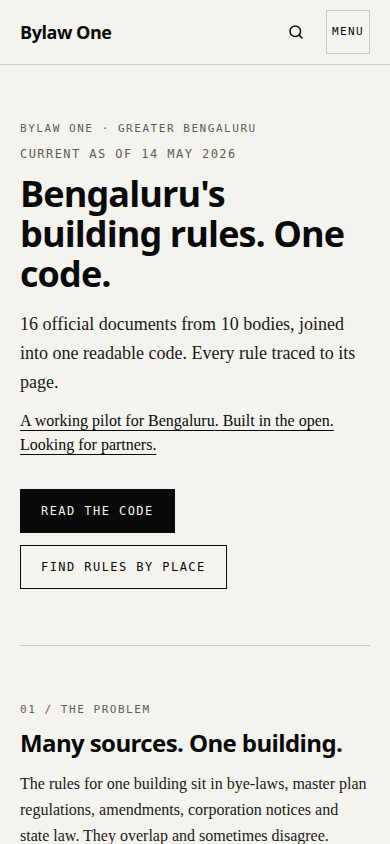 Bylaw One
MENU
BYLAW ONE · GREATER BENGALURU
CURRENT AS OF 14 MAY 2026
Bengaluru's
building rules. One
code.
16 official documents from 10 bodies, joined
into one readable code. Every rule traced to its
page.
A working pilot for Bengaluru. Built in the open.
Looking for partners.
READ THE CODE
FIND RULES BY PLACE
01 / THE PROBLEM
Many sources. One building.
The rules for one building sit in bye-laws, master plan
regulations, amendments, corporation notices and
state law. They overlap and sometimes disagree.